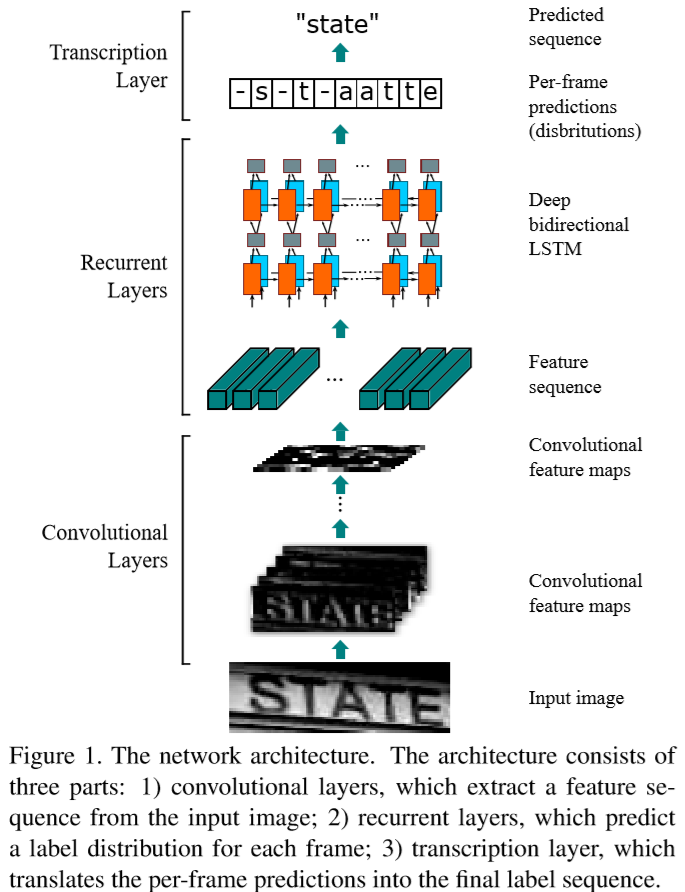 "state"
Predicted
sequence
Transcription
Layer
-s-t-aatte
Per-frame
predictions
(disbritutions)
Deep
bidirectional
LSTM
Recurrent
Layers
...
Feature
sequence
Convolutional
feature maps
Convolutional
Layers
STATE
Convolutional
feature maps
STATE
Input image
Figure 1. The network architecture. The architecture consists of
three parts: 1) convolutional layers, which extract a feature se-
quence from the input image; 2) recurrent layers, which predict
a label distribution for each frame; 3) transcription layer, which
translates the per-frame predictions into the final label sequence.